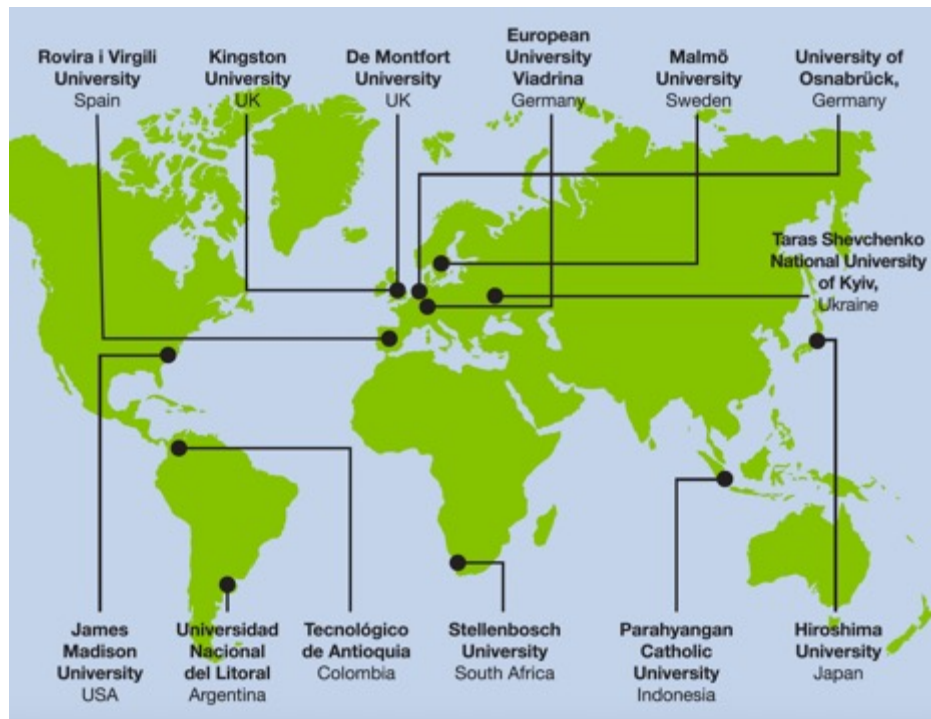 Rovira i Virgili
University
Spain
Kingston
University
UK
De Montfort
University
UK
European
University
Viadrina
Germany
Malmö
University
Sweden
University of
Osnabrück,
Germany
Taras Shevchenko
National University
of Kyiv,
Ukraine
James
Madison
University
USA
Universidad
Nacional
del Litoral
Argentina
Tecnológico
de Antioquia
Colombia
Stellenbosch
University
South Africa
Parahyangan
Catholic
University
Indonesia
Hiroshima
University
Japan